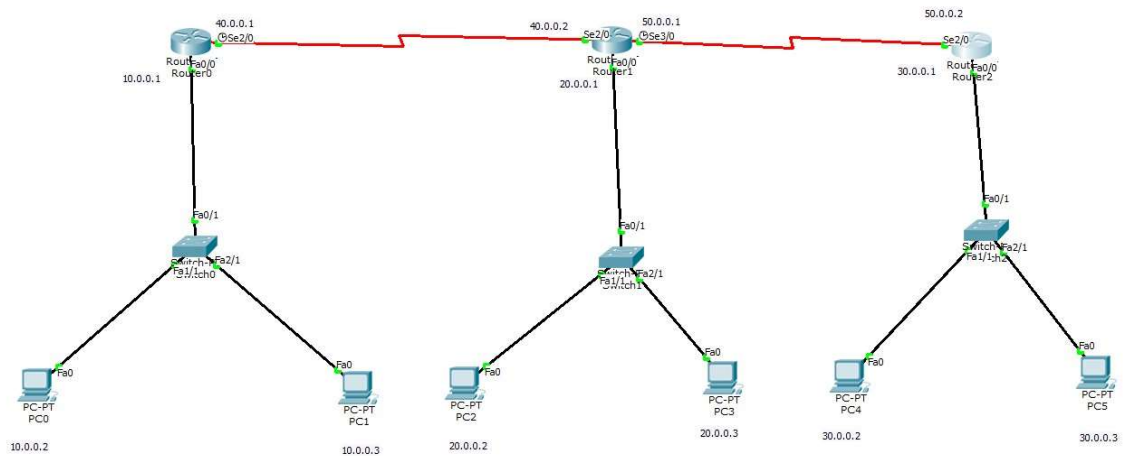 40.0.0.1
Se2/0
Rout
Fa0/0
Router0
10.0.0.1
40.0.0.2
Se2/0
50.0.0.1
Se3/0
Rout
Fa0/0
Router1
20.0.0.1
50.0.0.2
Se2/0
Rout
Fa0/0
Router2
30.0.0.1
Fa0/1
Fa1/1
Fa2/1
Switch0
Fa0/1
Fa1/1
Fa2/1
Switch1
Fa0/1
Fa1/1
Fa2/1
Fa0
PC-PT
PC0
10.0.0.2
Fa0
PC-PT
PC1
10.0.0.3
Fa0
PC-PT
PC2
20.0.0.2
Fa0
PC-PT
PC3
20.0.0.3
Fa0
PC-PT
PC4
30.0.0.2
Fa0
PC-PT
PC5
30.0.0.3